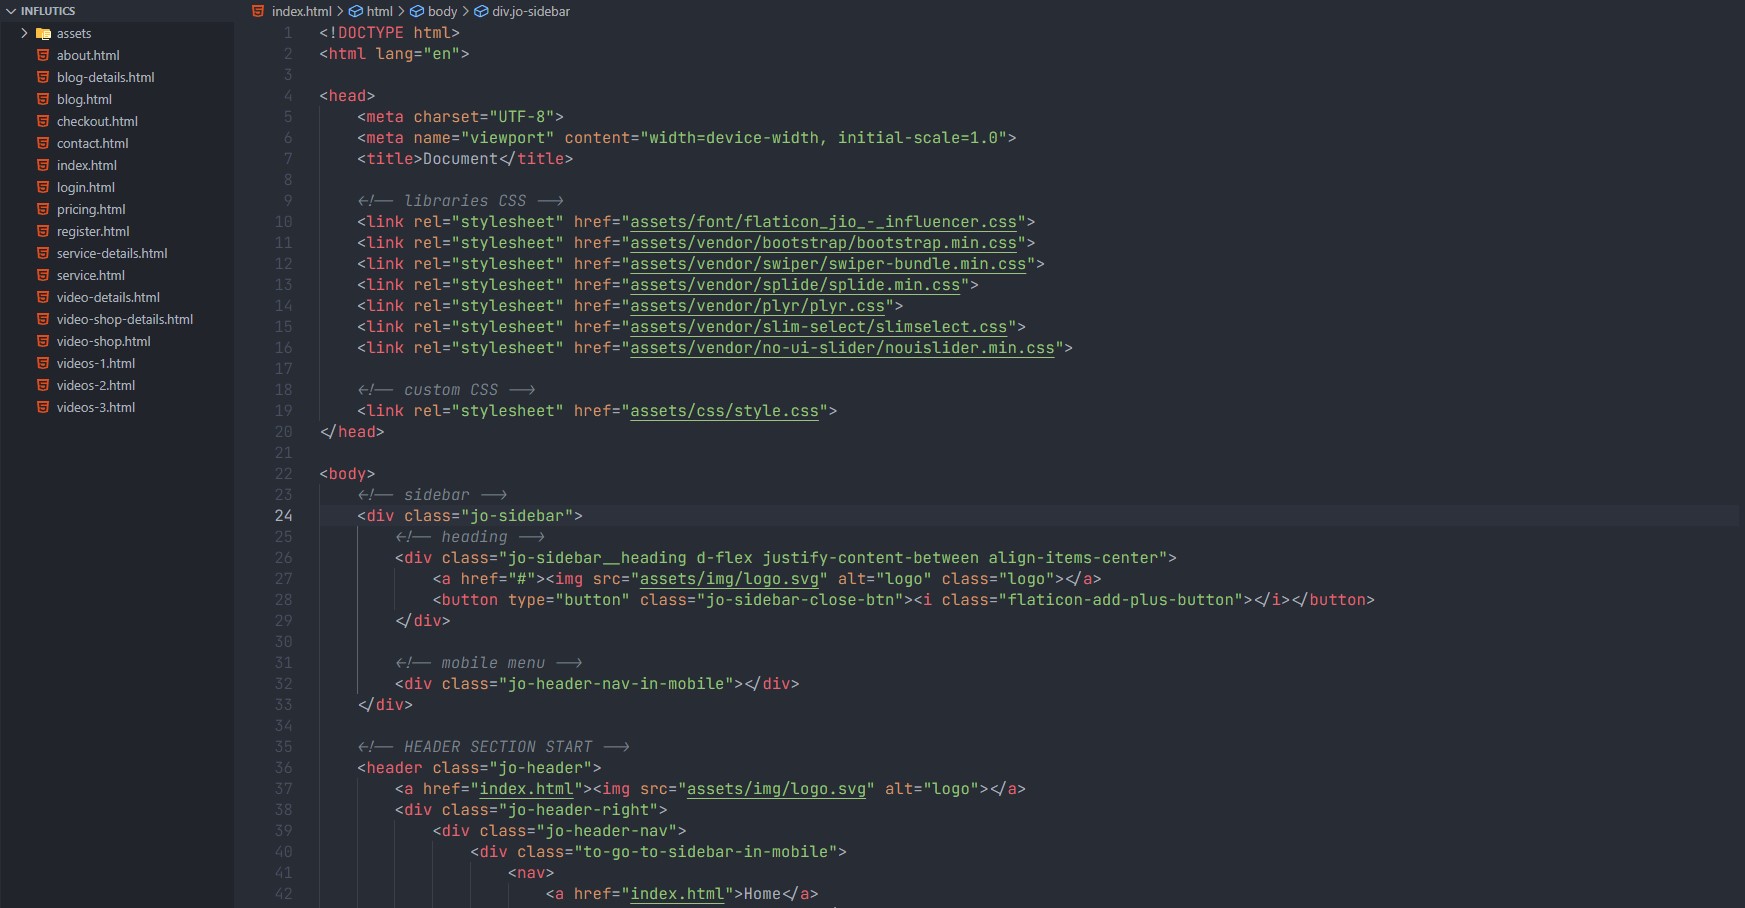 INFLUTICS
assets
about.html
blog-details.html
blog.html
checkout.html
contact.html
index.html
login.html
pricing.html
register.html
service-details.html
service.html
video-details.html
video-shop-details.html
video-shop.html
videos-1.html
videos-2.html
videos-3.html
index.html > html > body > div.jo-sidebar
1 <!DOCTYPE html>
2 <html lang="en">
3
4 <head>
5 <meta charset="UTF-8">
6 <meta name="viewport" content="width=device-width, initial-scale=1.0">
7 <title>Document</title>
8
9 <!-- libraries CSS -->
10 <link rel="stylesheet" href="assets/font/flaticon_jio_-_influencer.css">
11 <link rel="stylesheet" href="assets/vendor/bootstrap/bootstrap.min.css">
12 <link rel="stylesheet" href="assets/vendor/swiper/swiper-bundle.min.css">
13 <link rel="stylesheet" href="assets/vendor/splide/splide.min.css">
14 <link rel="stylesheet" href="assets/vendor/plyr/plyr.css">
15 <link rel="stylesheet" href="assets/vendor/slim-select/slimselect.css">
16 <link rel="stylesheet" href="assets/vendor/no-ui-slider/nouislider.min.css">
17
18 <!-- custom CSS -->
19 <link rel="stylesheet" href="assets/css/style.css">
20 </head>
21
22 <body>
23 <!-- sidebar -->
24 <div class="jo-sidebar">
25 <!-- heading -->
26 <div class="jo-sidebar__heading d-flex justify-content-between align-items-center">
27 <a href="#"><img src="assets/img/logo.svg" alt="logo" class="logo"></a>
28 <button type="button" class="jo-sidebar-close-btn"><i class="flaticon-add-plus-button"></i></button>
29 </div>
30
31 <!-- mobile menu -->
32 <div class="jo-header-nav-in-mobile"></div>
33 </div>
34
35 <!-- HEADER SECTION START -->
36 <header class="jo-header">
37 <a href="index.html"><img src="assets/img/logo.svg" alt="logo"></a>
38 <div class="jo-header-right">
39 <div class="jo-header-nav">
40 <div class="to-go-to-sidebar-in-mobile">
41 <nav>
42 <a href="index.html">Home</a>